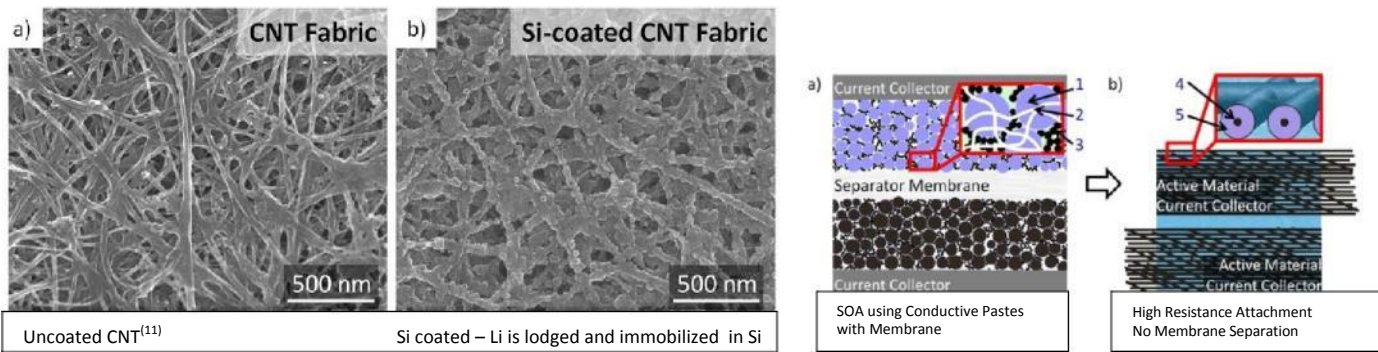 a)
CNT Fabric
500 nm
b)
Si-coated CNT Fabric
500 nm
Uncoated CNT(11)
Si coated – Li is lodged and immobilized in Si
a)
Current Collector
1
2
3
Separator Membrane
Current Collector
SOA using Conductive Pastes
with Membrane
b)
4
5
Active Material
Current Collector
Active Material
Current Collector
High Resistance Attachment
No Membrane Separation